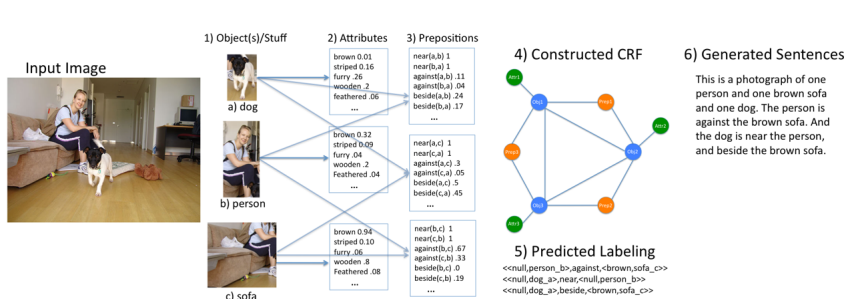 Input Image
1) Object(s)/Stuff
a) dog
b) person
c) sofa
2) Attributes
brown 0.01
striped 0.16
furry .26
wooden .2
feathered .06
...
brown 0.32
striped 0.09
furry .04
wooden .2
Feathered .04
...
brown 0.94
striped 0.10
furry .06
wooden .8
Feathered .08
...
3) Prepositions
near(a,b) 1
near(b,a) 1
against(a,b) .11
against(b,a) .04
beside(a,b) .24
beside(b,a) .17
...
near(a,c) 1
near(c,a) 1
against(a,c) .3
against(c,a) .05
beside(a,c) .5
beside(c,a) .45
...
near(b,c) 1
near(c,b) 1
against(b,c) .67
against(c,b) .33
beside(b,c) .0
beside(c,b) .19
...
4) Constructed CRF
Attr1
Obj1
Prep1
Attr2
Obj2
Prep3
Obj3
Prep2
Attr3
5) Predicted Labeling
<<null,person_b>,against,<brown,sofa_c>>
<<null,dog_a>,near,<null,person_b>>
<<null,dog_a>,beside,<brown,sofa_c>>
6) Generated Sentences
This is a photograph of one
person and one brown sofa
and one dog. The person is
against the brown sofa. And
the dog is near the person,
and beside the brown sofa.